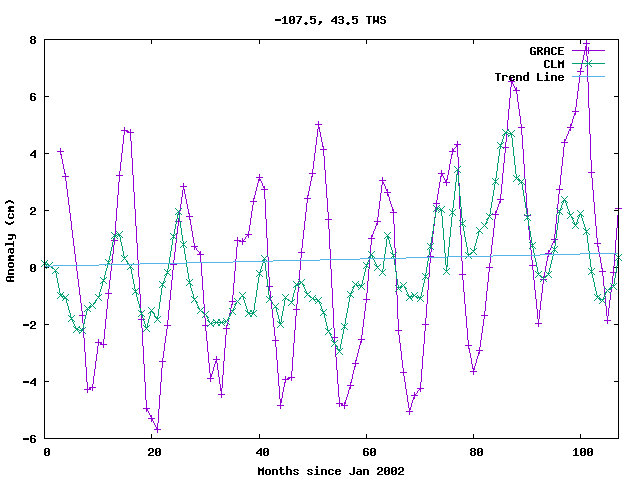 -107.5, 43.5 TWS
GRACE
CLM
Trend Line
8
6
4
2
0
-2
-4
-6
Anomaly (cm)
0 20 40 60 80 100
Months since Jan 2002